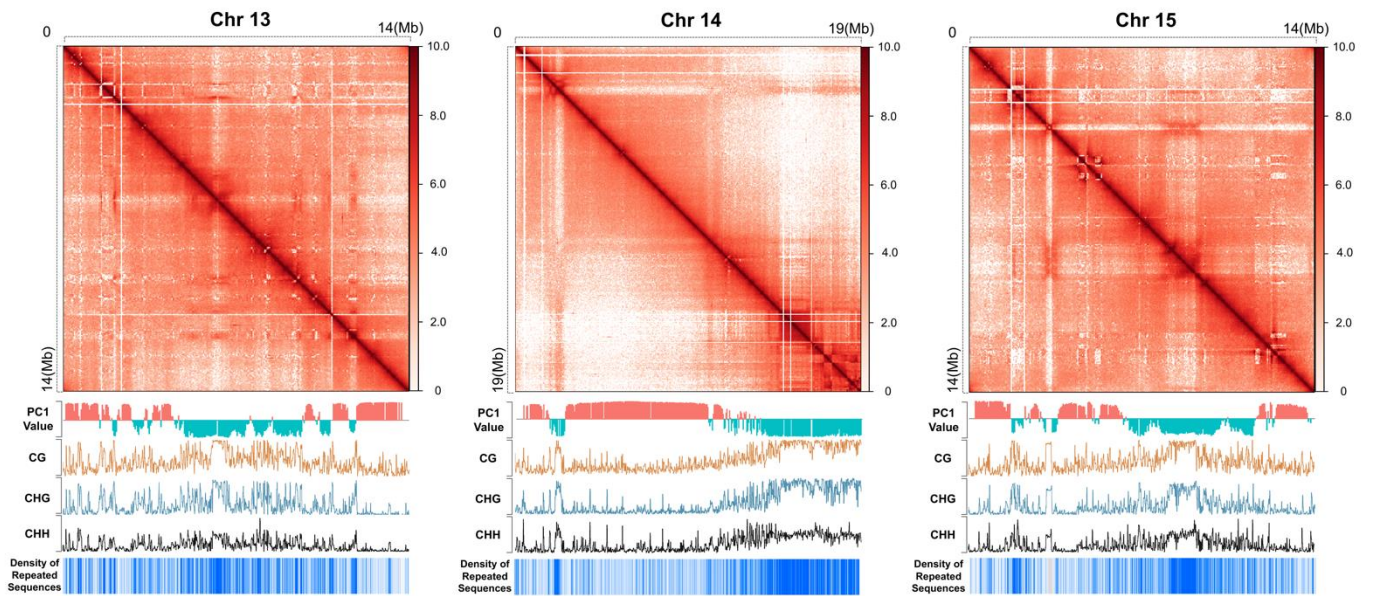 Chr 13
0
14(Mb)
14(Mb)
10.0
8.0
6.0
4.0
2.0
0
PC1
Value
CG
CHG
CHH
Density of
Repeated
Sequences
Chr 14
0
19(Mb)
19(Mb)
10.0
8.0
6.0
4.0
2.0
0
PC1
Value
CG
CHG
CHH
Density of
Repeated
Sequences
Chr 15
0
14(Mb)
14(Mb)
10.0
8.0
6.0
4.0
2.0
0
PC1
Value
CG
CHG
CHH
Density of
Repeated
Sequences